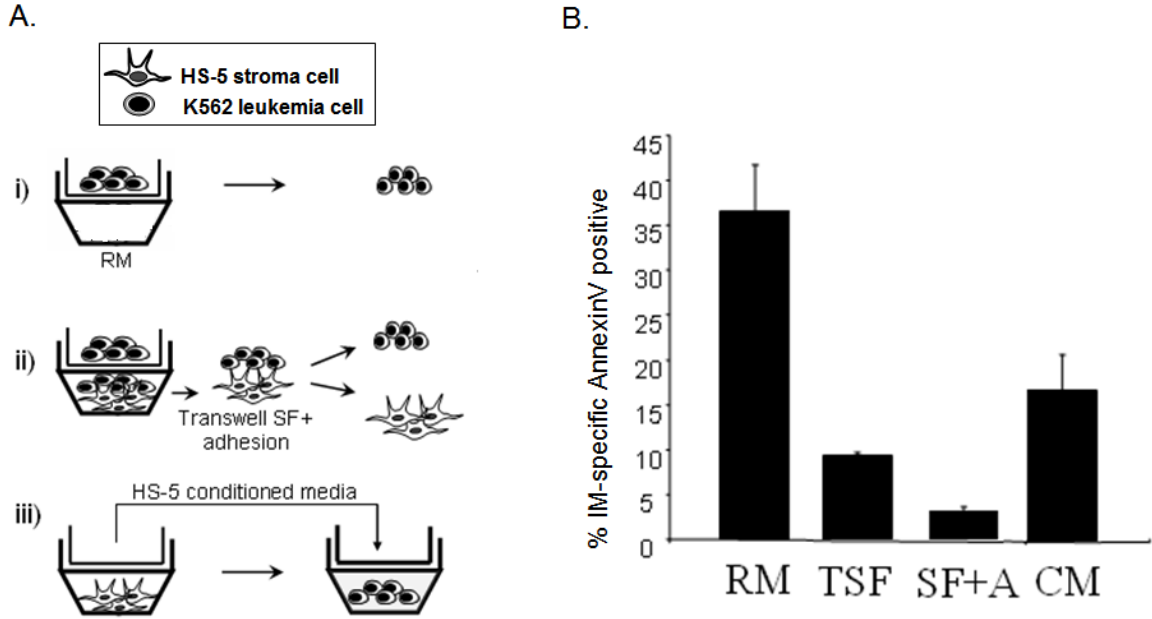 A.
HS-5 stroma cell
K562 leukemia cell
i)
RM
ii)
Transwell SF+
adhesion
iii)
HS-5 conditioned media
B.
% IM-specific AnnexinV positive
45
40
35
30
25
20
15
10
5
0
RM TSF SF+A CM